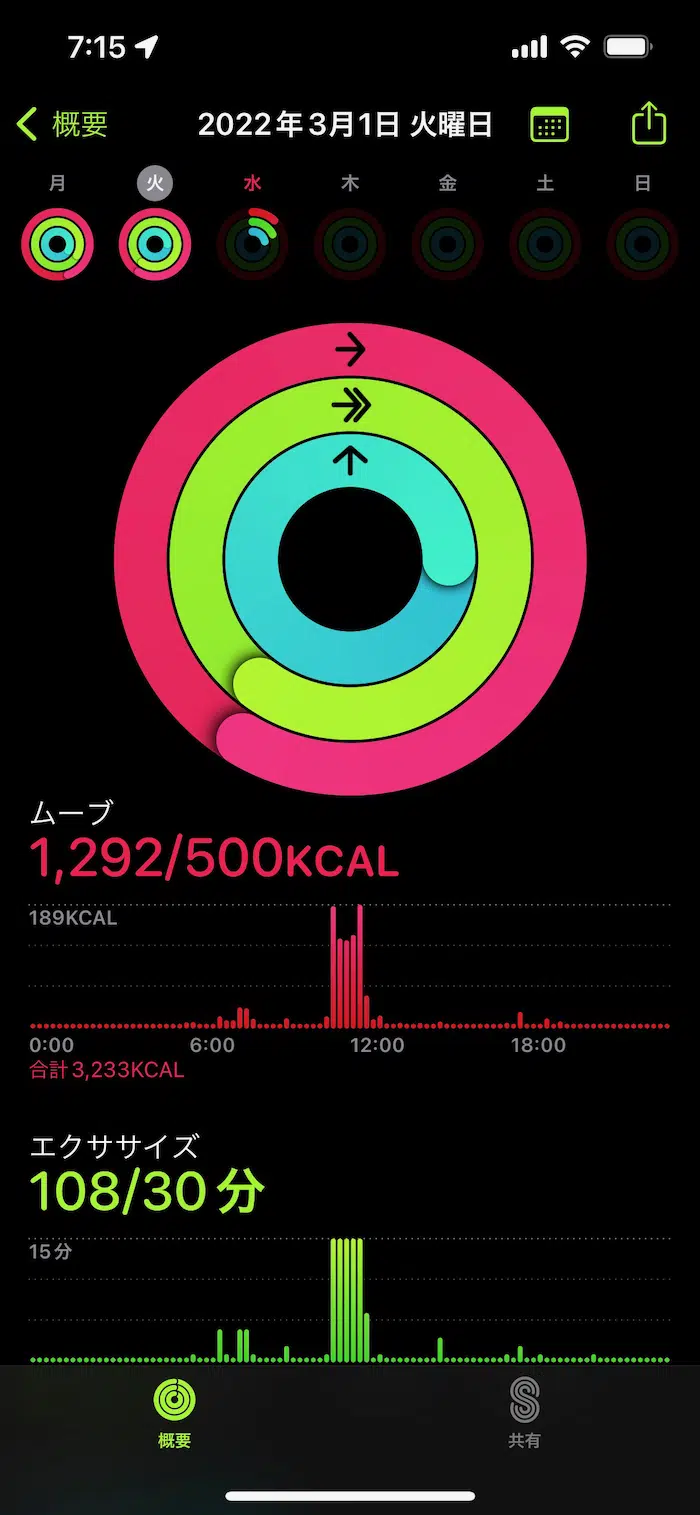 7:15
概要 2022年3月1日 火曜日
月 火 水 木 金 土 日
ムーブ
1,292/500KCAL
189KCAL
0:00 6:00 12:00 18:00
合計3,233KCAL
エクササイズ
108/30分
15分
概要 共有